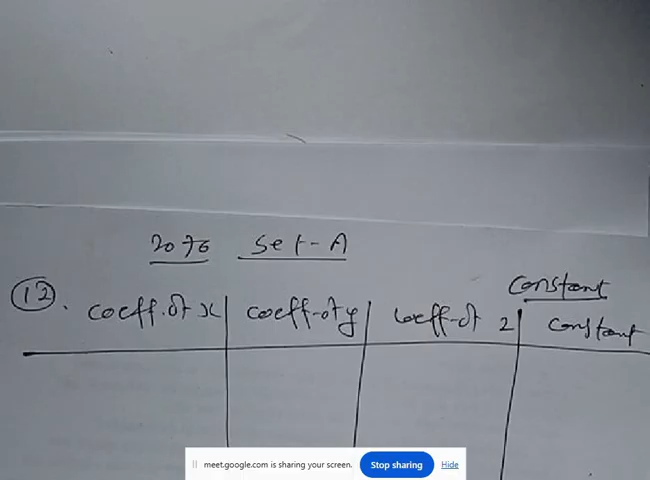 2076 Set-A
constant
12. coeff. of x coeff-of y coeff-of z constant
meet.google.com is sharing your screen. Stop sharing Hide